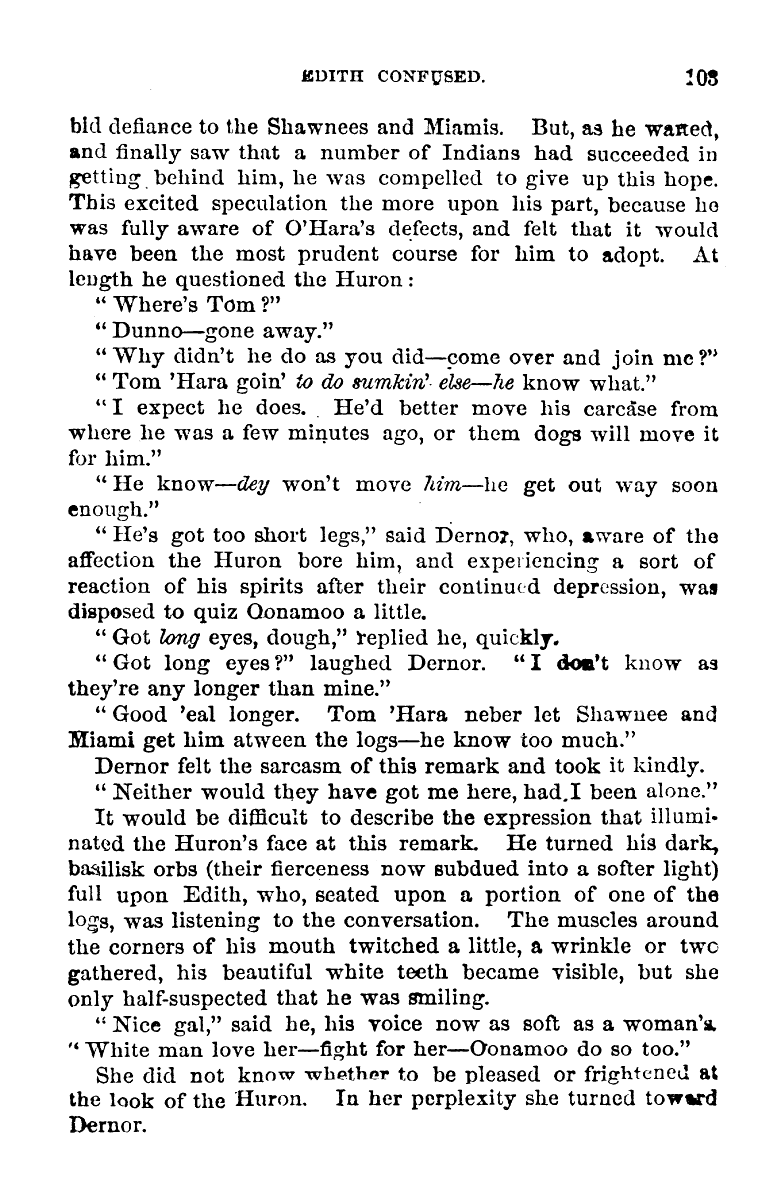 EDITH CONFUSED. 103
bid defiance to the Shawnees and Miamis. But, as he waited,
and finally saw that a number of Indians had succeeded in
getting behind him, he was compelled to give up this hope.
This excited speculation the more upon his part, because he
was fully aware of O'Hara's defects, and felt that it would
have been the most prudent course for him to adopt. At
length he questioned the Huron:
"Where's Tom?"
"Dunno—gone away."
"Why didn't he do as you did—come over and join me?"
"Tom 'Hara goin' to do sumkin' else—he know what."
"I expect he does. He'd better move his carcase from
where he was a few minutes ago, or them dogs will move it
for him."
"He know—dey won't move him—he get out way soon
enough."
"He's got too short legs," said Dernor, who, aware of the
affection the Huron bore him, and experiencing a sort of
reaction of his spirits after their continued depression, was
disposed to quiz Oonamoo a little.
"Got long eyes, dough," replied he, quickly.
"Got long eyes?" laughed Dernor. "I don't know as
they're any longer than mine."
"Good 'eal longer. Tom 'Hara neber let Shawnee and
Miami get him atween the logs—he know too much."
Dernor felt the sarcasm of this remark and took it kindly.
"Neither would they have got me here, had I been alone."
It would be difficult to describe the expression that illumi-
nated the Huron's face at this remark. He turned his dark,
basilisk orbs (their fierceness now subdued into a softer light)
full upon Edith, who, seated upon a portion of one of the
logs, was listening to the conversation. The muscles around
the corners of his mouth twitched a little, a wrinkle or two
gathered, his beautiful white teeth became visible, but she
only half-suspected that he was smiling.
"Nice gal," said he, his voice now as soft as a woman's.
"White man love her—fight for her—Oonamoo do so too."
She did not know whether to be pleased or frightened at
the look of the Huron. In her perplexity she turned toward
Dernor.